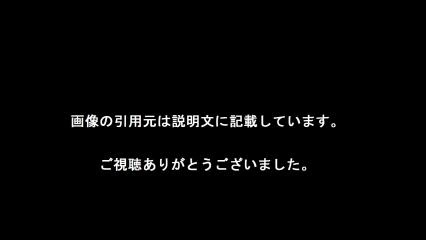 画像の引用元は説明文に記載しています。
ご視聴ありがとうございました。